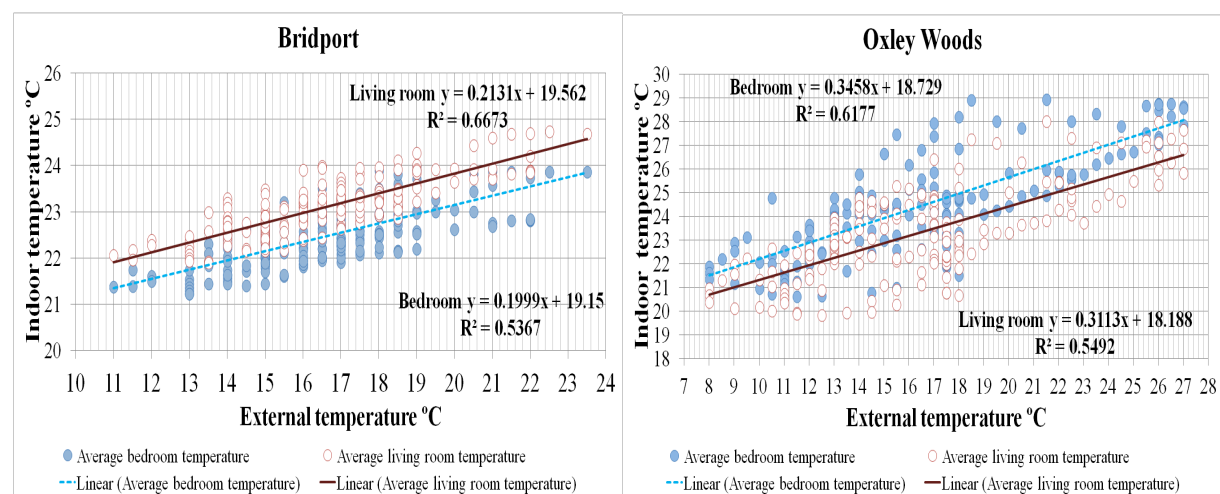 Bridport
Indoor temperature ºC
26
25
24
23
22
21
20
Living room y = 0.2131x + 19.562
R² = 0.6673
Bedroom y = 0.1999x + 19.15
R² = 0.5367
10 11 12 13 14 15 16 17 18 19 20 21 22 23 24
External temperature ºC
Average bedroom temperature
Average living room temperature
Linear (Average bedroom temperature)
Linear (Average living room temperature)
Oxley Woods
Indoor temperature ºC
30
29
28
27
26
25
24
23
22
21
20
19
18
Bedroom y = 0.3458x + 18.729
R² = 0.6177
Living room y = 0.3113x + 18.188
R² = 0.5492
7 8 9 10 11 12 13 14 15 16 17 18 19 20 21 22 23 24 25 26 27 28
External temperature ºC
Average bedroom temperature
Average living room temperature
Linear (Average bedroom temperature)
Linear (Average living room temperature)